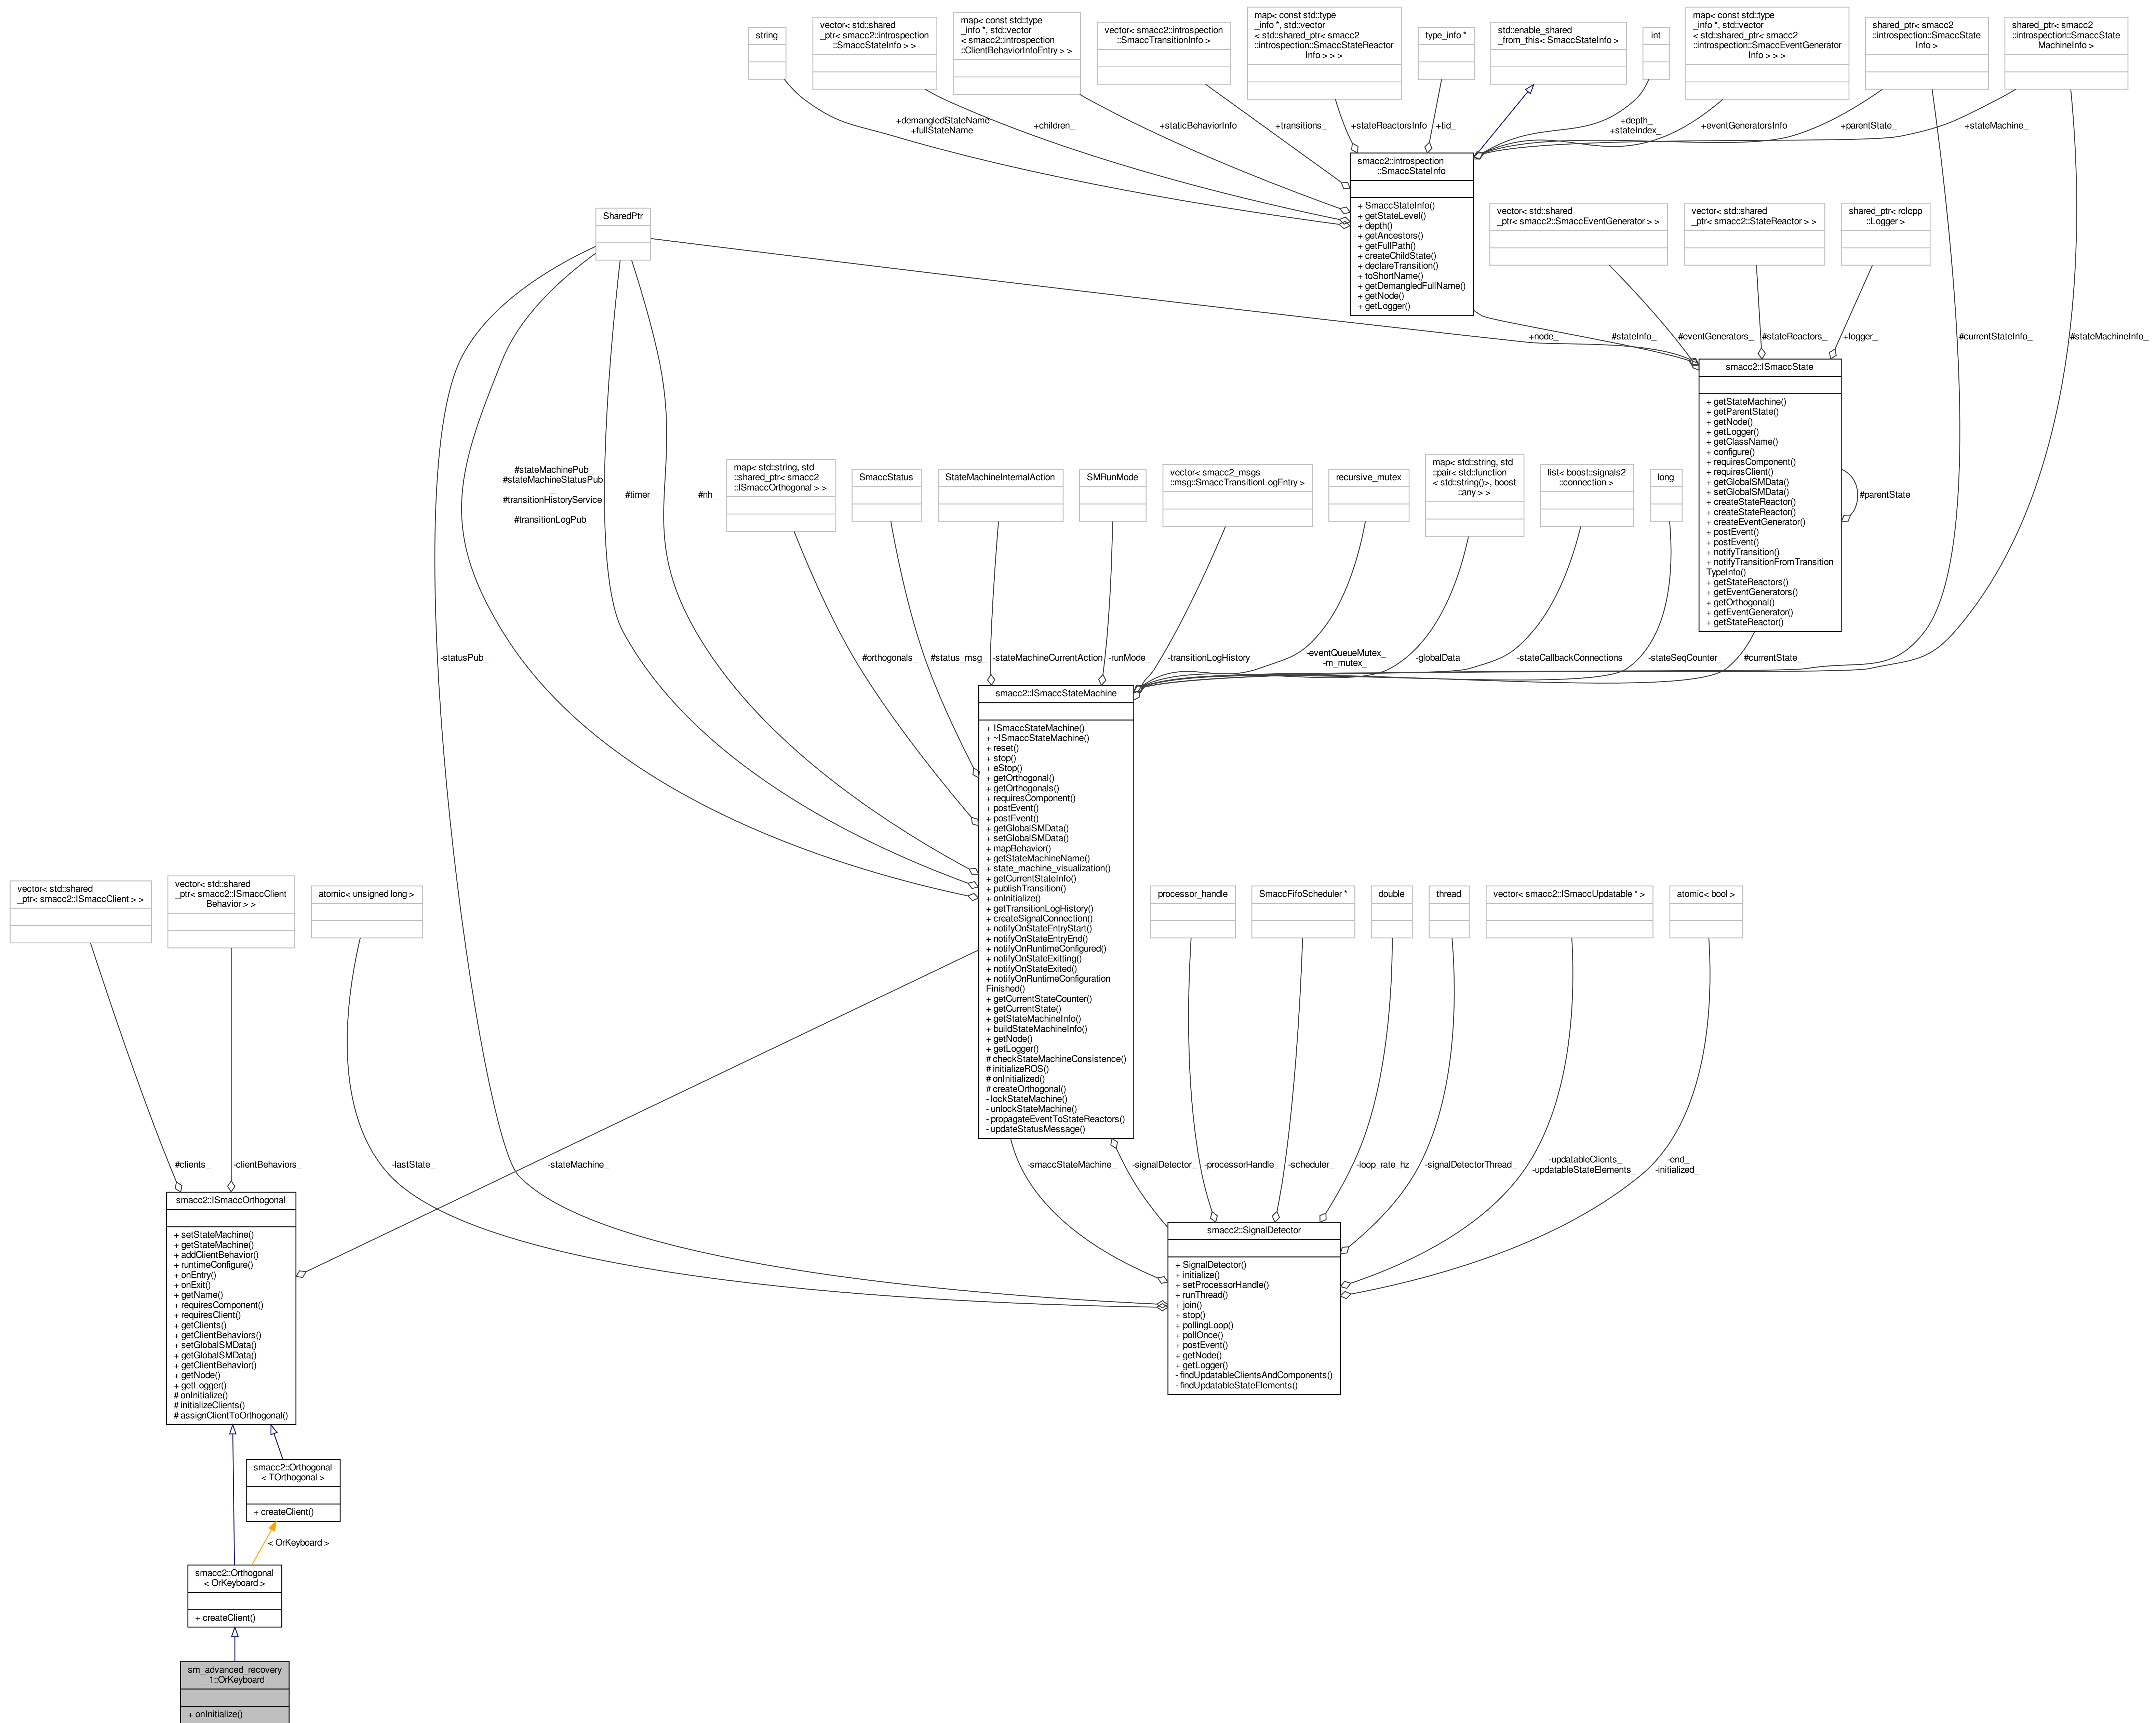 string
vector< std::shared
_ptr< smacc2::introspection
::SmaccStateInfo > >
map< const std::type
_info *, std::vector
< smacc2::introspection
::ClientBehaviorInfoEntry > >
vector< smacc2::introspection
::SmaccTransitionInfo >
map< const std::type
_info *, std::vector
< std::shared_ptr< smacc2
::introspection::SmaccStateReactor
Info > > >
type_info *
std::enable_shared
_from_this< SmaccStateInfo >
int
map< const std::type
_info *, std::vector
< std::shared_ptr< smacc2
::introspection::SmaccEventGenerator
Info > > >
shared_ptr< smacc2
::introspection::SmaccState
Info >
shared_ptr< smacc2
::introspection::SmaccState
MachineInfo >
+demangledStateName
+fullStateName
+children_
+staticBehaviorInfo
+transitions_
+stateReactorsInfo
+tid_
+depth_
+stateIndex_
+eventGeneratorsInfo
+parentState_
+stateMachine_
smacc2::introspection
::SmaccStateInfo
+ SmaccStateInfo()
+ getStateLevel()
+ depth()
+ getAncestors()
+ getFullPath()
+ createChildState()
+ declareTransition()
+ toShortName()
+ getDemangledFullName()
+ getNode()
+ getLogger()
SharedPtr
vector< std::shared
_ptr< smacc2::SmaccEventGenerator > >
vector< std::shared
_ptr< smacc2::StateReactor > >
shared_ptr< rclcpp
::Logger >
+node_
#stateInfo_
#eventGenerators_
#stateReactors_
+logger_
#currentStateInfo_
#stateMachineInfo_
smacc2::ISmaccState
+ getStateMachine()
+ getParentState()
+ getNode()
+ getLogger()
+ getClassName()
+ configure()
+ requiresComponent()
+ requiresClient()
+ getGlobalSMData()
+ setGlobalSMData()
+ createStateReactor()
+ createStateReactor()
+ createEventGenerator()
+ postEvent()
+ postEvent()
+ notifyTransition()
+ notifyTransitionFromTransition
TypeInfo()
+ getStateReactors()
+ getEventGenerators()
+ getOrthogonal()
+ getEventGenerator()
+ getStateReactor()
#parentState_
#stateMachinePub_
#stateMachineStatusPub
_
#transitionHistoryService
_
#transitionLogPub_
#timer_
#nh_
map< std::string, std
::shared_ptr< smacc2
::ISmaccOrthogonal > >
SmaccStatus
StateMachineInternalAction
SMRunMode
vector< smacc2_msgs
::msg::SmaccTransitionLogEntry >
recursive_mutex
map< std::string, std
::pair< std::function
< std::string()>, boost
::any > >
list< boost::signals2
::connection >
long
-statusPub_
#orthogonals_
#status_msg_
-stateMachineCurrentAction
-runMode_
-transitionLogHistory_
-eventQueueMutex_
-m_mutex_
-globalData_
-stateCallbackConnections
-stateSeqCounter_
#currentState_
smacc2::ISmaccStateMachine
+ ISmaccStateMachine()
+ ~ISmaccStateMachine()
+ reset()
+ stop()
+ eStop()
+ getOrthogonal()
+ getOrthogonals()
+ requiresComponent()
+ postEvent()
+ postEvent()
+ getGlobalSMData()
+ setGlobalSMData()
+ mapBehavior()
+ getStateMachineName()
+ state_machine_visualization()
+ getCurrentStateInfo()
+ publishTransition()
+ onInitialize()
+ getTransitionLogHistory()
+ createSignalConnection()
+ notifyOnStateEntryStart()
+ notifyOnStateEntryEnd()
+ notifyOnRuntimeConfigured()
+ notifyOnStateExitting()
+ notifyOnStateExited()
+ notifyOnRuntimeConfiguration
Finished()
+ getCurrentStateCounter()
+ getCurrentState()
+ getStateMachineInfo()
+ buildStateMachineInfo()
+ getNode()
+ getLogger()
# checkStateMachineConsistence()
# initializeROS()
# onInitialized()
# createOrthogonal()
- lockStateMachine()
- unlockStateMachine()
- propagateEventToStateReactors()
- updateStatusMessage()
vector< std::shared
_ptr< smacc2::ISmaccClient > >
vector< std::shared
_ptr< smacc2::ISmaccClient
Behavior > >
atomic< unsigned long >
processor_handle
SmaccFifoScheduler *
double
thread
vector< smacc2::ISmaccUpdatable * >
atomic< bool >
#clients_
-clientBehaviors_
-lastState_
-stateMachine_
-smaccStateMachine_
-signalDetector_
-processorHandle_
-scheduler_
-loop_rate_hz
-signalDetectorThread_
-updatableClients_
-updatableStateElements_
-end_
-initialized_
smacc2::ISmaccOrthogonal
+ setStateMachine()
+ getStateMachine()
+ addClientBehavior()
+ runtimeConfigure()
+ onEntry()
+ onExit()
+ getName()
+ requiresComponent()
+ requiresClient()
+ getClients()
+ getClientBehaviors()
+ setGlobalSMData()
+ getGlobalSMData()
+ getClientBehavior()
+ getNode()
+ getLogger()
# onInitialize()
# initializeClients()
# assignClientToOrthogonal()
smacc2::SignalDetector
+ SignalDetector()
+ initialize()
+ setProcessorHandle()
+ runThread()
+ join()
+ stop()
+ pollingLoop()
+ pollOnce()
+ postEvent()
+ getNode()
+ getLogger()
- findUpdatableClientsAndComponents()
- findUpdatableStateElements()
smacc2::Orthogonal
< TOrthogonal >
+ createClient()
< OrKeyboard >
smacc2::Orthogonal
< OrKeyboard >
+ createClient()
sm_advanced_recovery
_1::OrKeyboard
+ onInitialize()